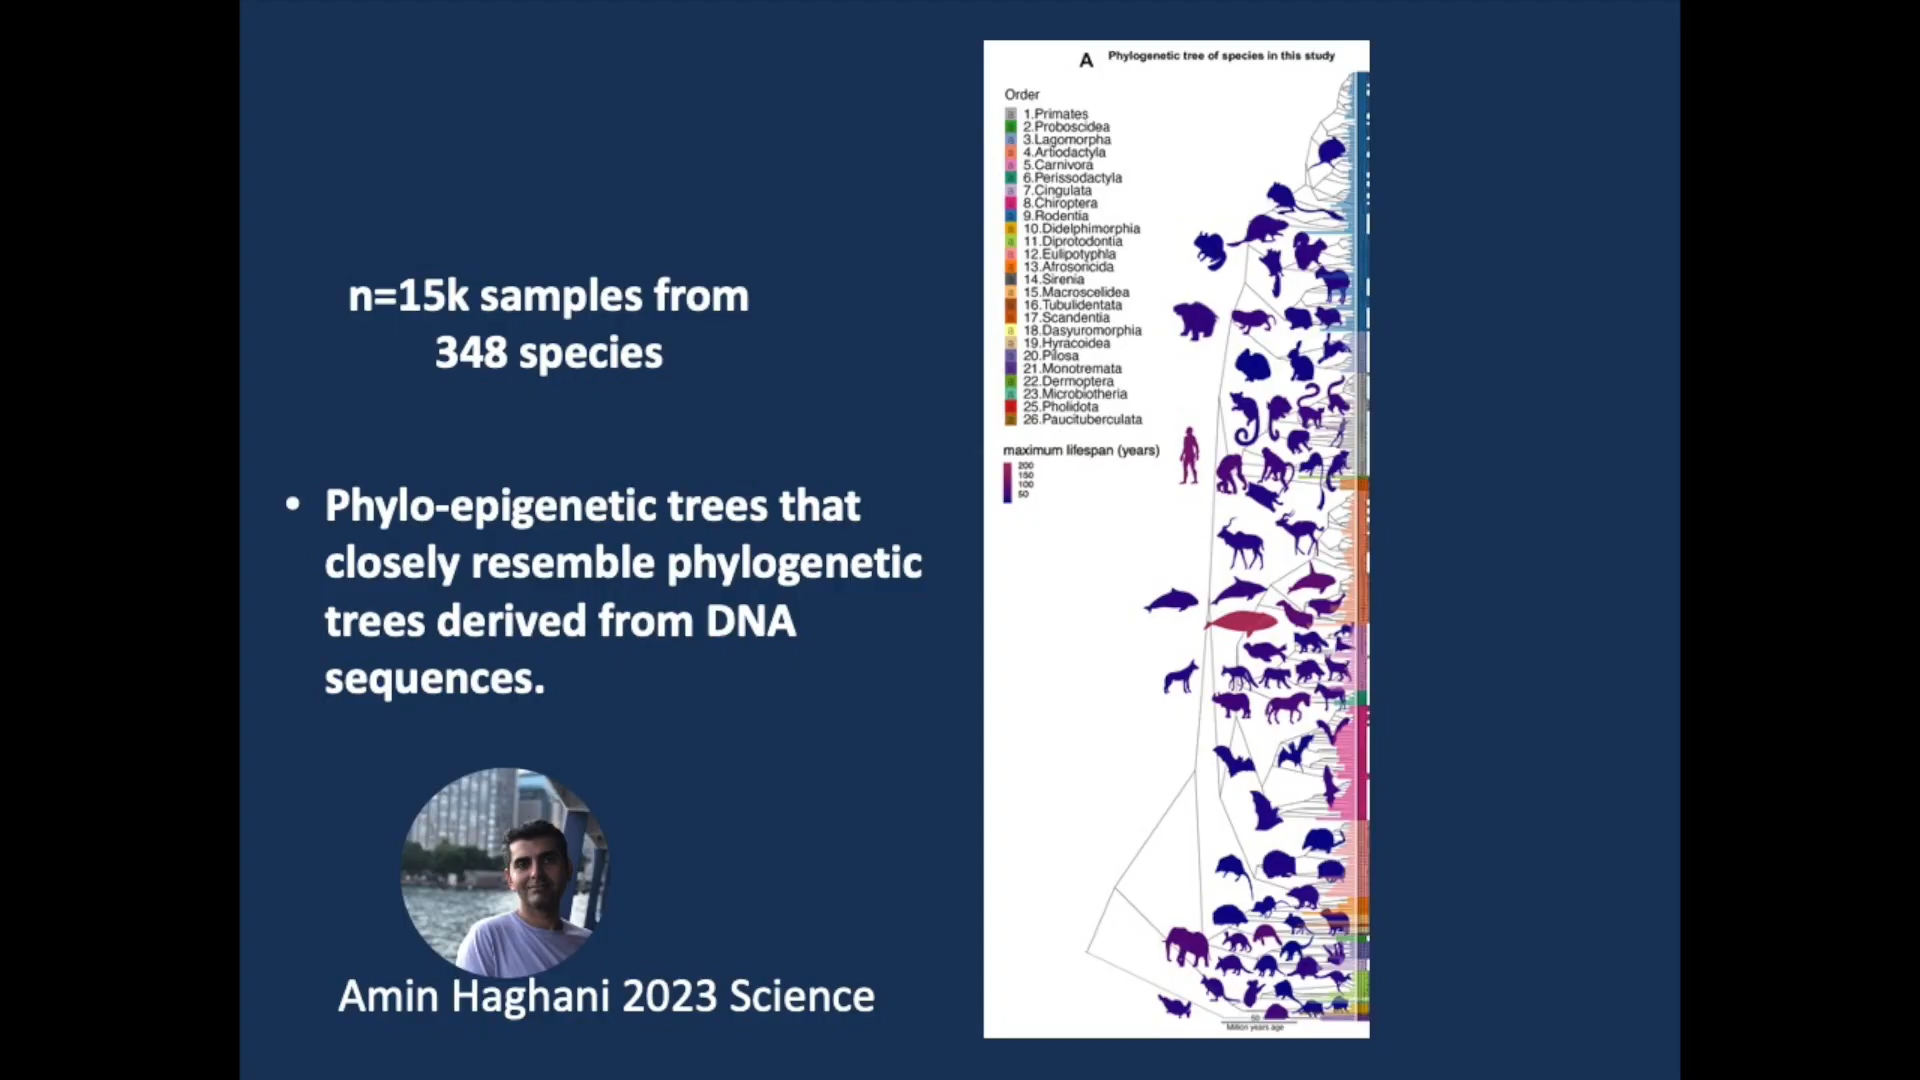 n=15k samples from
348 species
• Phylo-epigenetic trees that
closely resemble phylogenetic
trees derived from DNA
sequences.
Amin Haghani 2023 Science
A Phylogenetic tree of species in this study
Order
1.Primates
2.Proboscidea
3.Lagomorpha
4.Artiodactyla
5.Carnivora
6.Perissodactyla
7.Cingulata
8.Chiroptera
9.Rodentia
10.Didelphimorphia
11.Diprotodontia
12.Eulipotyphla
13.Afrosoricida
14.Sirenia
15.Macroscelidea
16.Tubulidentata
17.Scandentia
18.Dasyuromorphia
19.Hyracoidea
20.Pilosa
21.Monotremata
22.Dermoptera
23.Microbiotheria
25.Pholidota
26.Paucituberculata
maximum lifespan (years)
200
150
100
50
50
Million years age